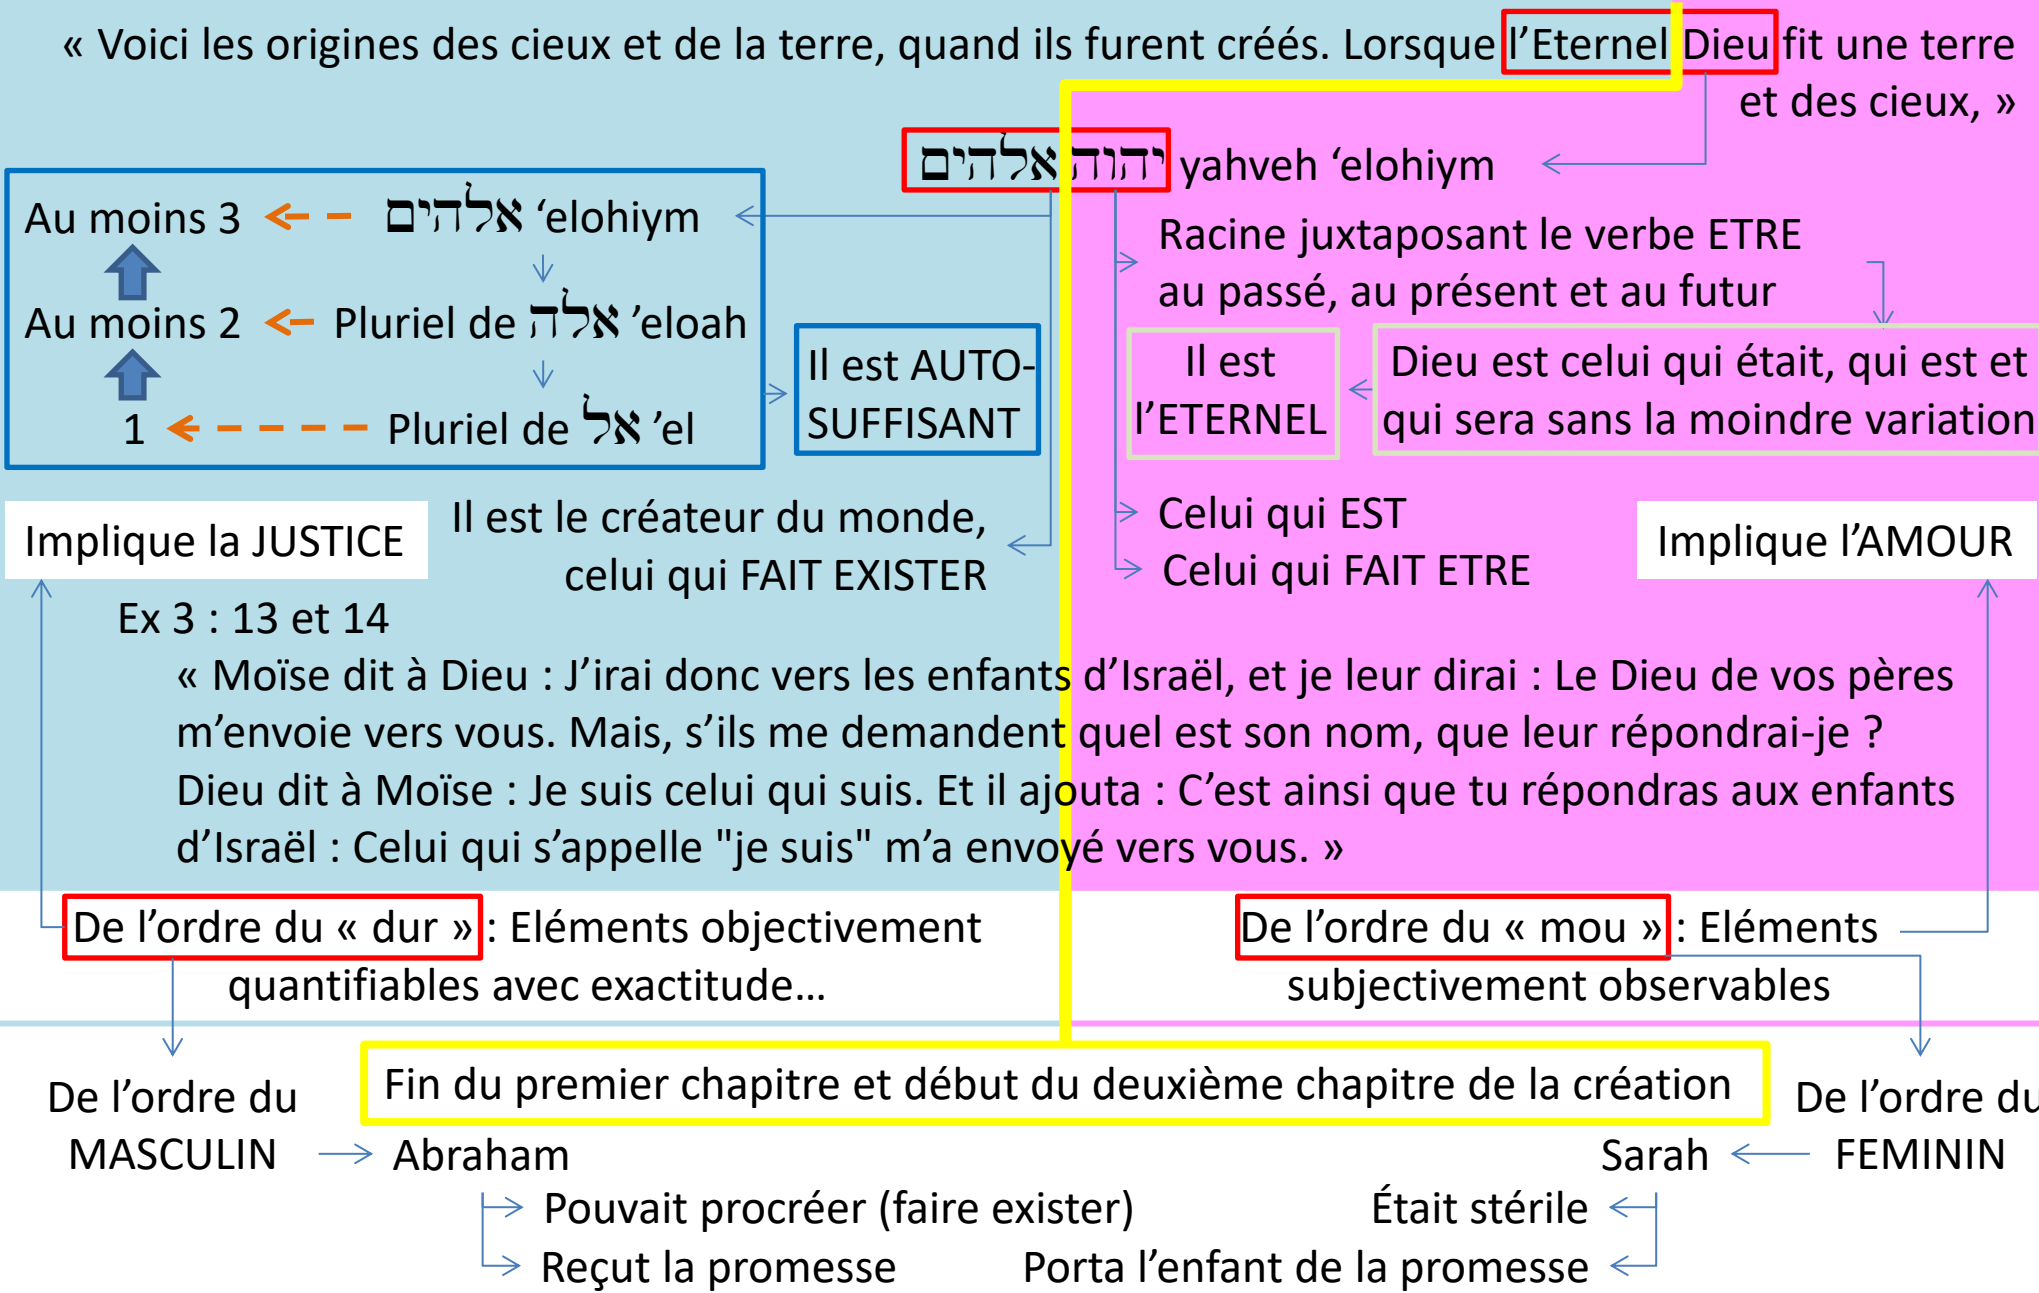 « Voici les origines des cieux et de la terre, quand ils furent créés. Lorsque l’Eternel Dieu fit une terre
et des cieux, »
יהוה אלהים yahveh ‘elohiym
Au moins 3
אלהים ‘elohiym
Au moins 2
Pluriel de אלה ’eloah
1
Pluriel de אל ’el
Il est AUTO-
SUFFISANT
Racine juxtaposant le verbe ETRE
au passé, au présent et au futur
Il est
l’ETERNEL
Dieu est celui qui était, qui est et
qui sera sans la moindre variation
Implique la JUSTICE
Il est le créateur du monde,
celui qui FAIT EXISTER
Celui qui EST
Celui qui FAIT ETRE
Implique l’AMOUR
Ex 3 : 13 et 14
« Moïse dit à Dieu : J’irai donc vers les enfants d’Israël, et je leur dirai : Le Dieu de vos pères
m’envoie vers vous. Mais, s’ils me demandent quel est son nom, que leur répondrai-je ?
Dieu dit à Moïse : Je suis celui qui suis. Et il ajouta : C’est ainsi que tu répondras aux enfants
d’Israël : Celui qui s’appelle "je suis" m’a envoyé vers vous. »
De l’ordre du « dur » : Eléments objectivement
quantifiables avec exactitude…
De l’ordre du « mou » : Eléments
subjectivement observables
Fin du premier chapitre et début du deuxième chapitre de la création
De l’ordre du
MASCULIN
Abraham
Pouvait procréer (faire exister)
Reçut la promesse
De l’ordre du
FEMININ
Sarah
Était stérile
Porta l’enfant de la promesse